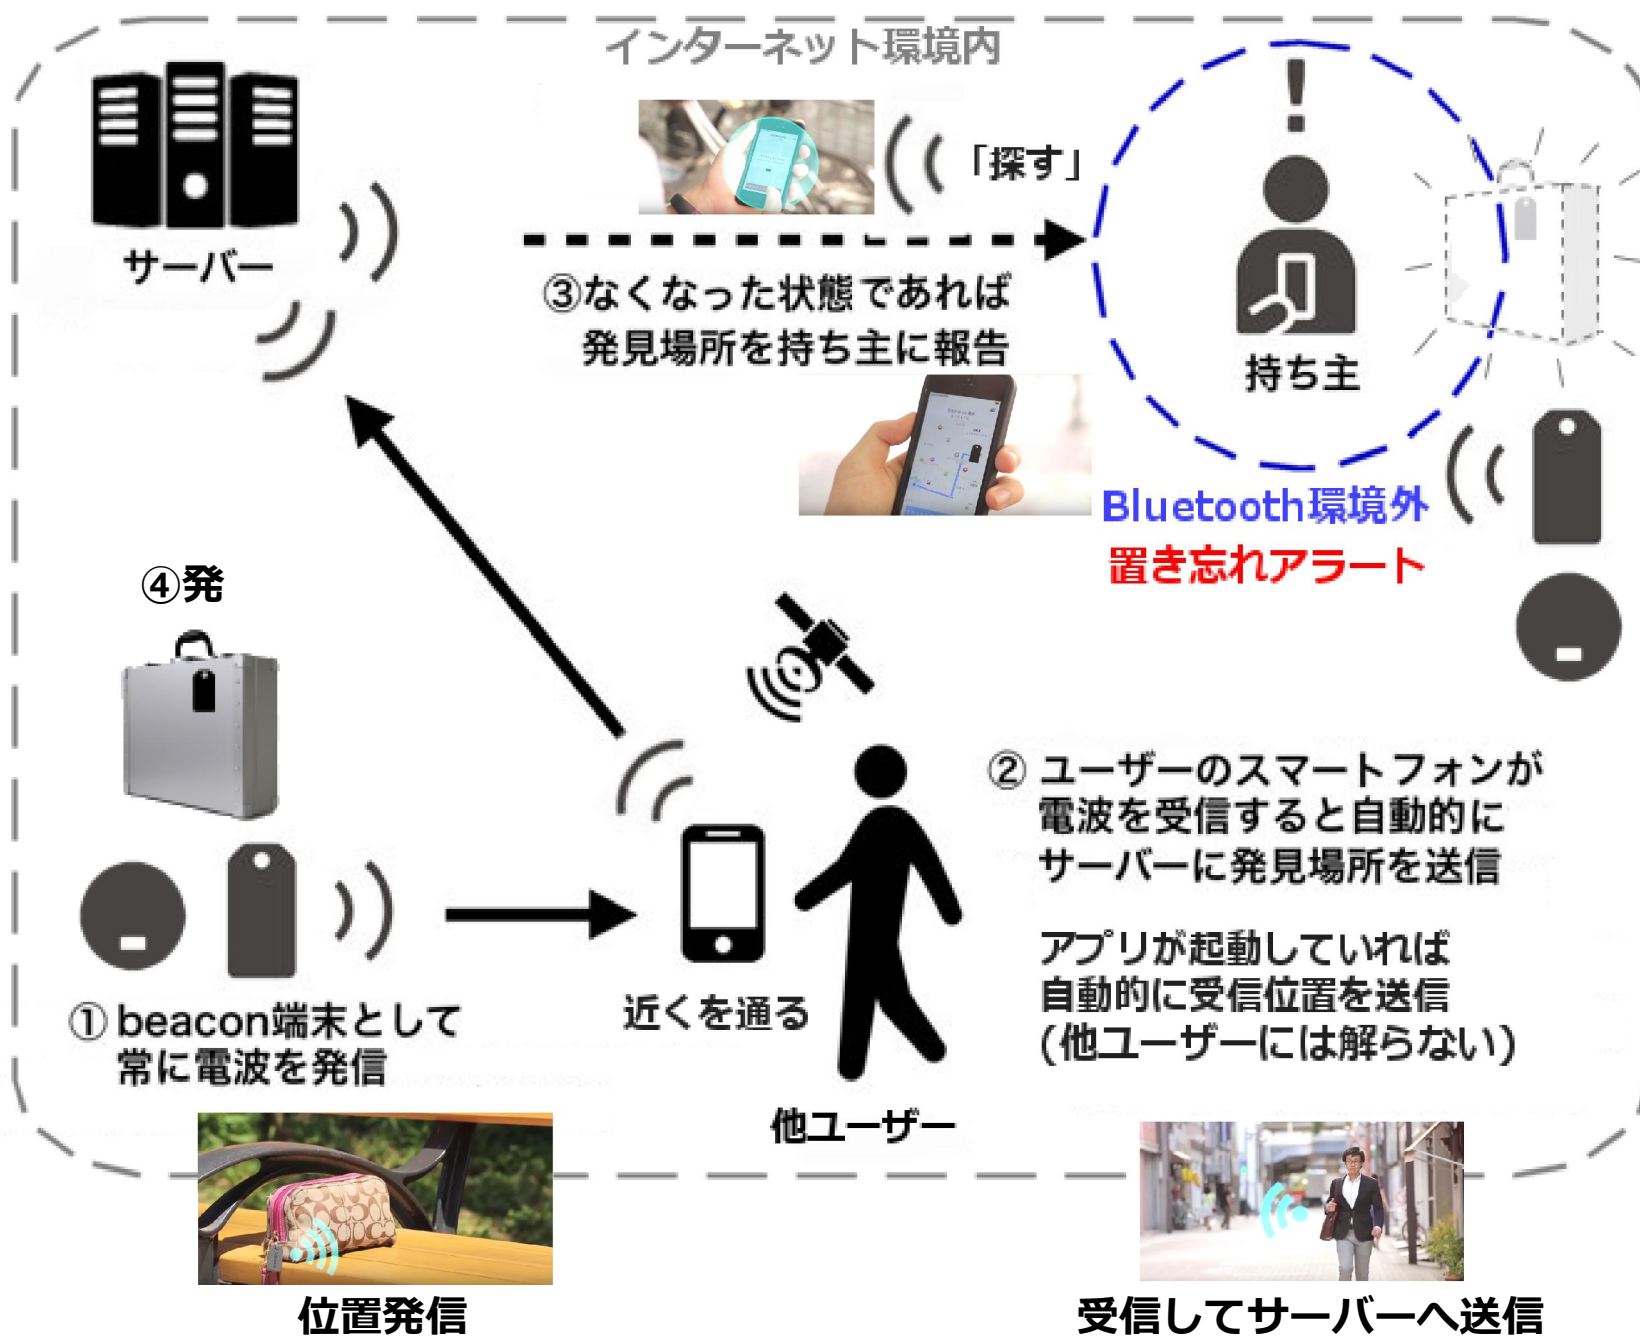 インターネット環境内
サーバー
「探す」
③なくなった状態であれば
発見場所を持ち主に報告
!
持ち主
Bluetooth環境外
置き忘れアラート
④発
② ユーザーのスマートフォンが
電波を受信すると自動的に
サーバーに発見場所を送信
アプリが起動していれば
自動的に受信位置を送信
(他ユーザーには解らない)
近くを通る
他ユーザー
① beacon端末として
常に電波を発信
位置発信
受信してサーバーへ送信